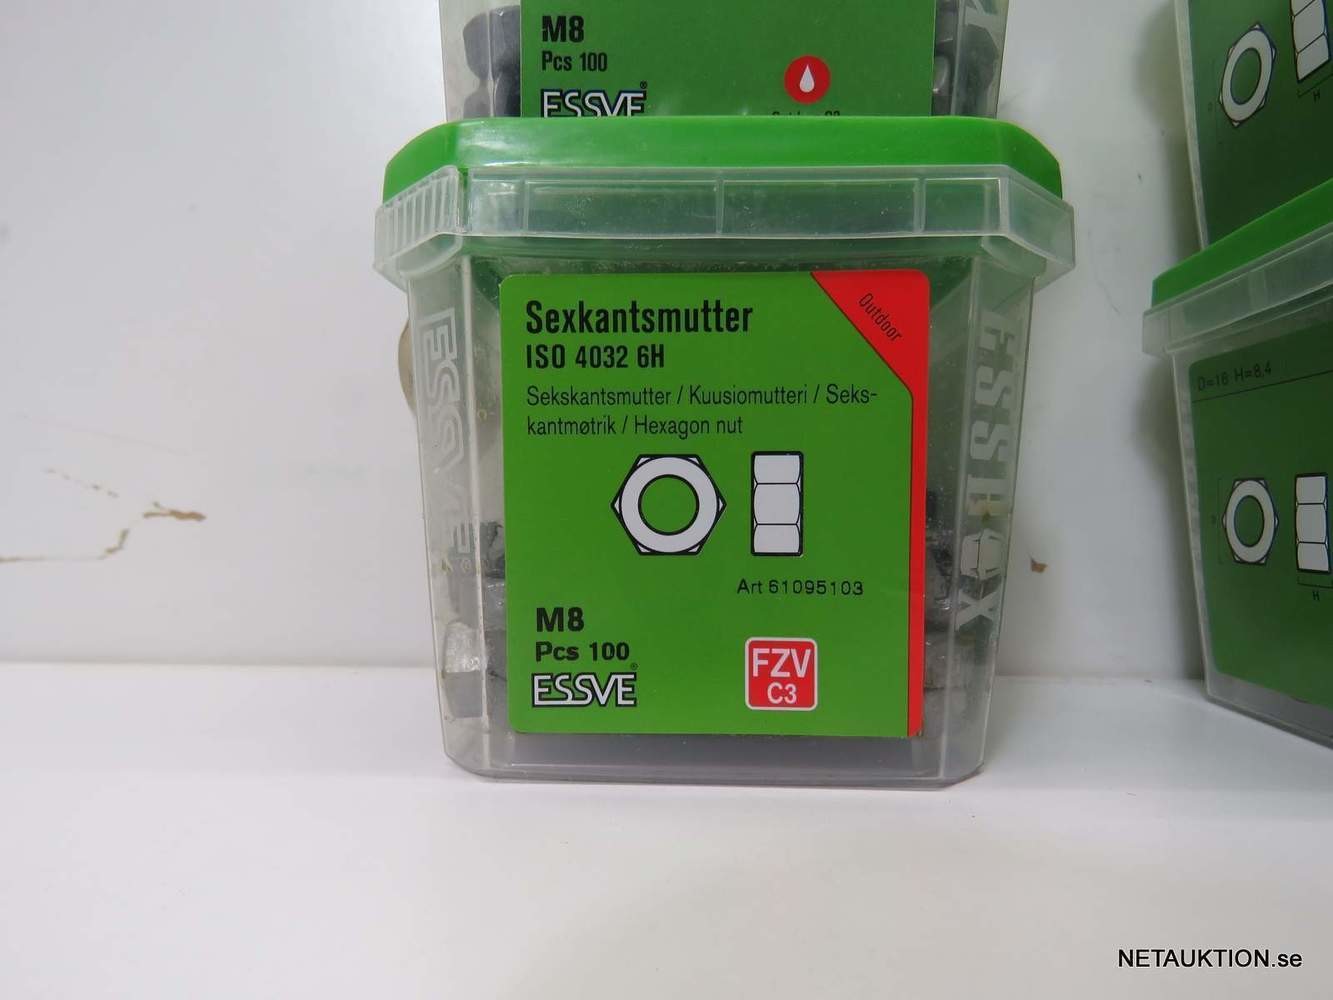 M8
Pcs 100
ESSVE®
Sexkantsmutter
ISO 4032 6H
Sekskantsmutter / Kuusiomutteri / Seks-
kantmøtrik / Hexagon nut
Outdoor
Art 61095103
M8
Pcs 100
ESSVE®
FZV
C3
ESSVE
ESSBOX
H
D=16 H=8,4
D
H
NETAUKTION.se